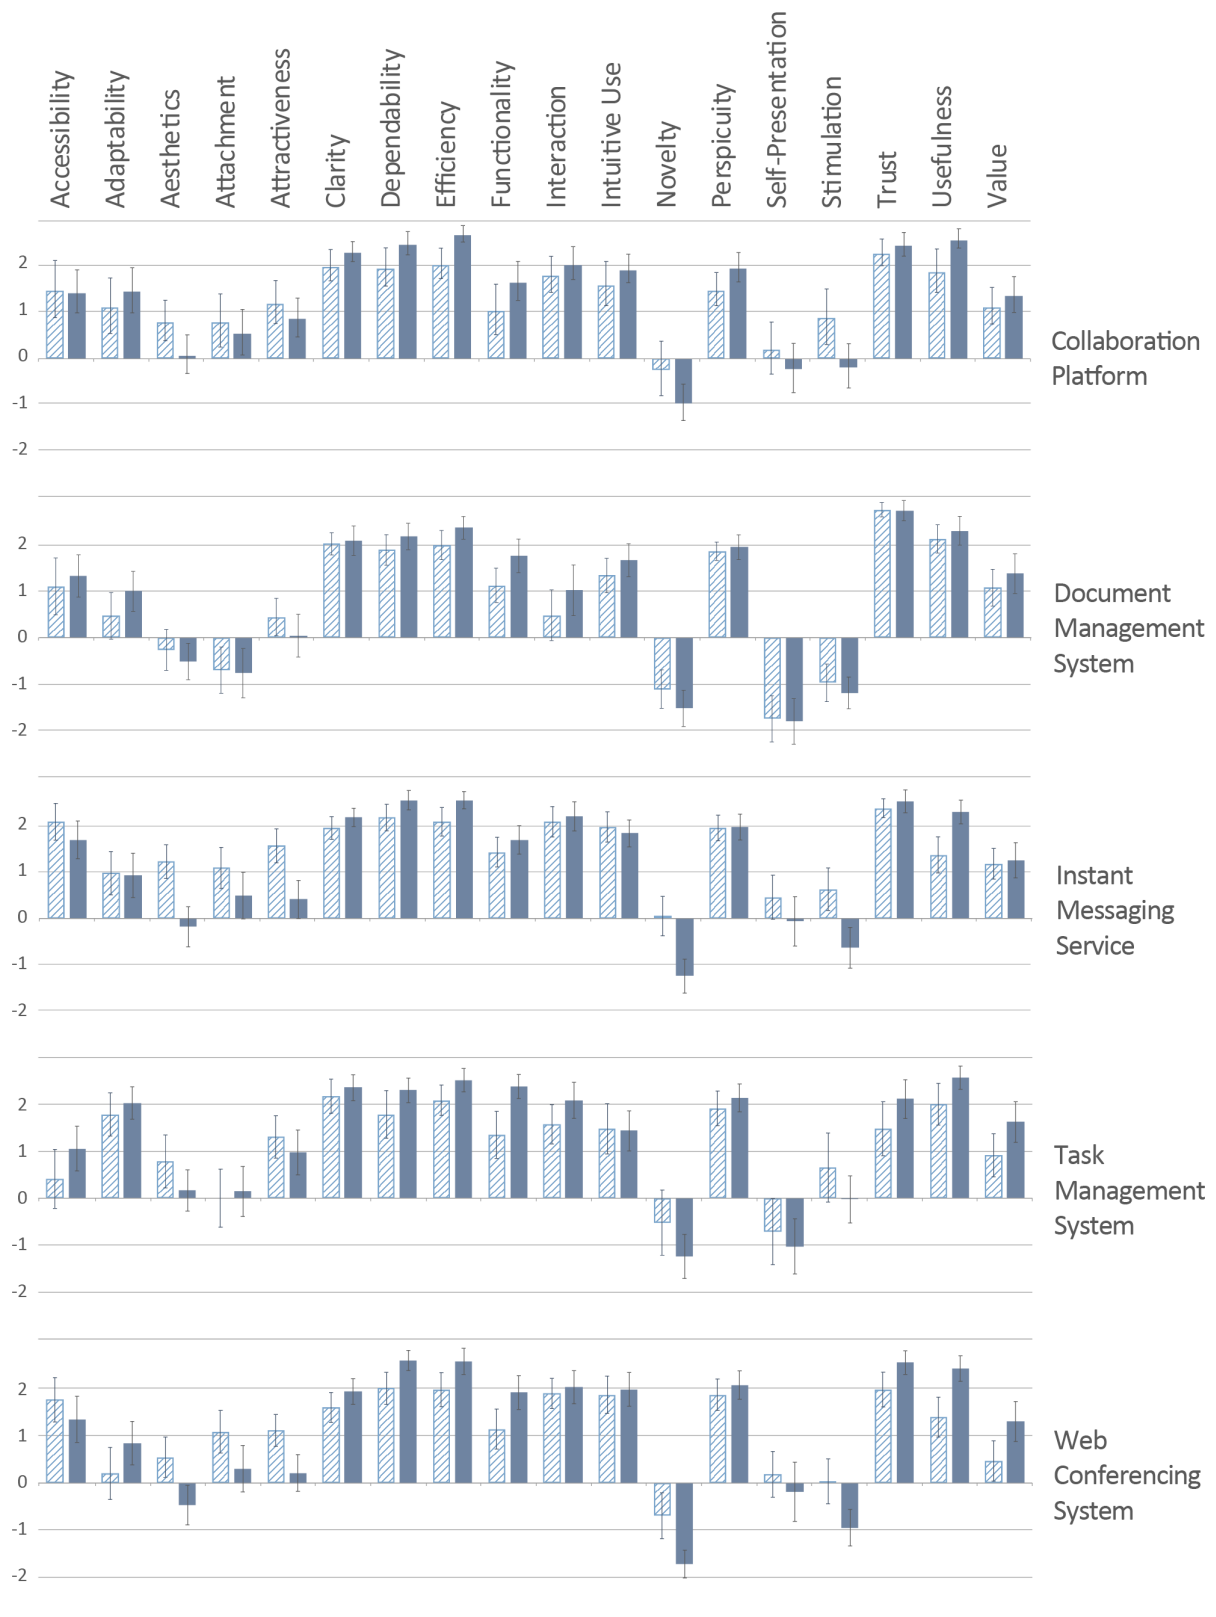 Accessibility
Adaptability
Aesthetics
Attachment
Attractiveness
Clarity
Dependability
Efficiency
Functionality
Interaction
Intuitive Use
Novelty
Perspicuity
Self-Presentation
Stimulation
Trust
Usefulness
Value
2
1
0
-1
-2
Collaboration
Platform
2
1
0
-1
-2
Document
Management
System
2
1
0
-1
-2
Instant
Messaging
Service
2
1
0
-1
-2
Task
Management
System
2
1
0
-1
-2
Web
Conferencing
System